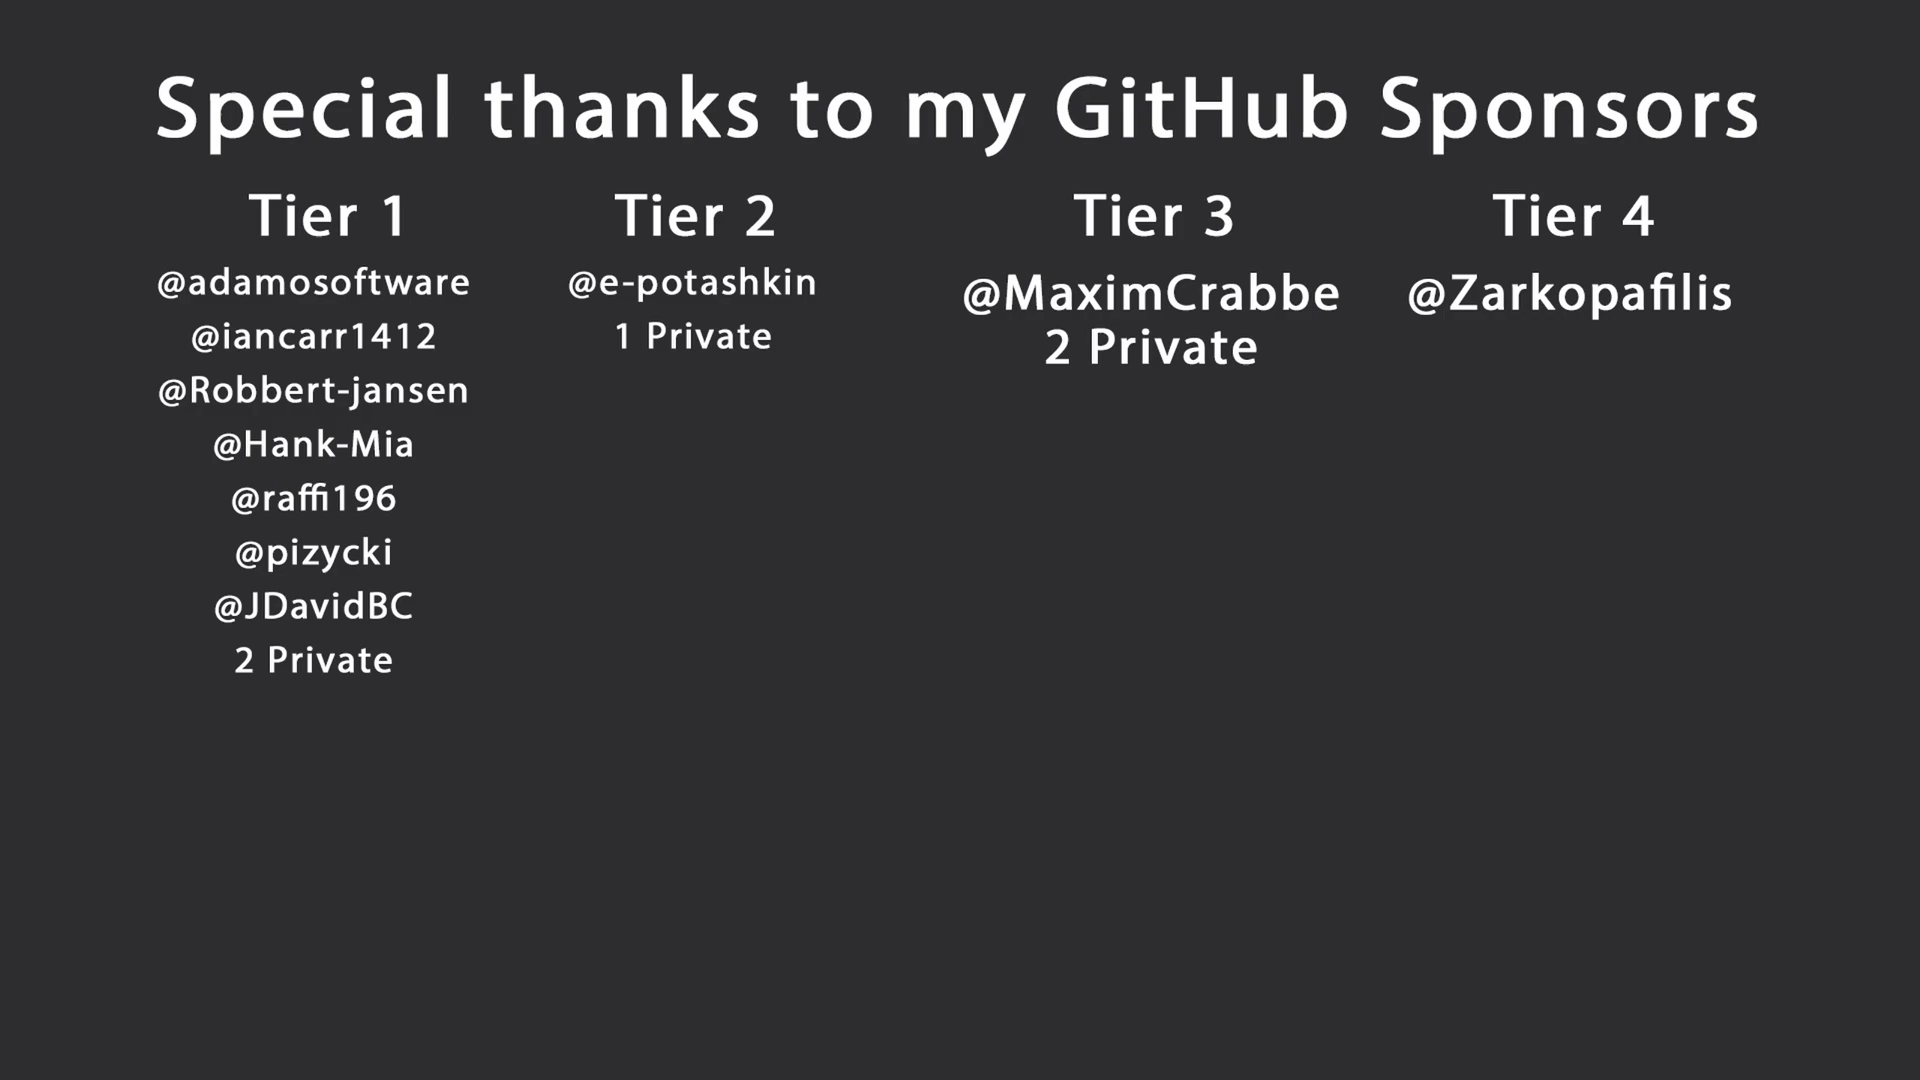 Special thanks to my GitHub Sponsors
Tier 1
@adamosoftware
@iancarr1412
@Robbert-jansen
@Hank-Mia
@raffi196
@pizycki
@JDavidBC
2 Private
Tier 2
@e-potashkin
1 Private
Tier 3
@MaximCrabbe
2 Private
Tier 4
@Zarkopafilis